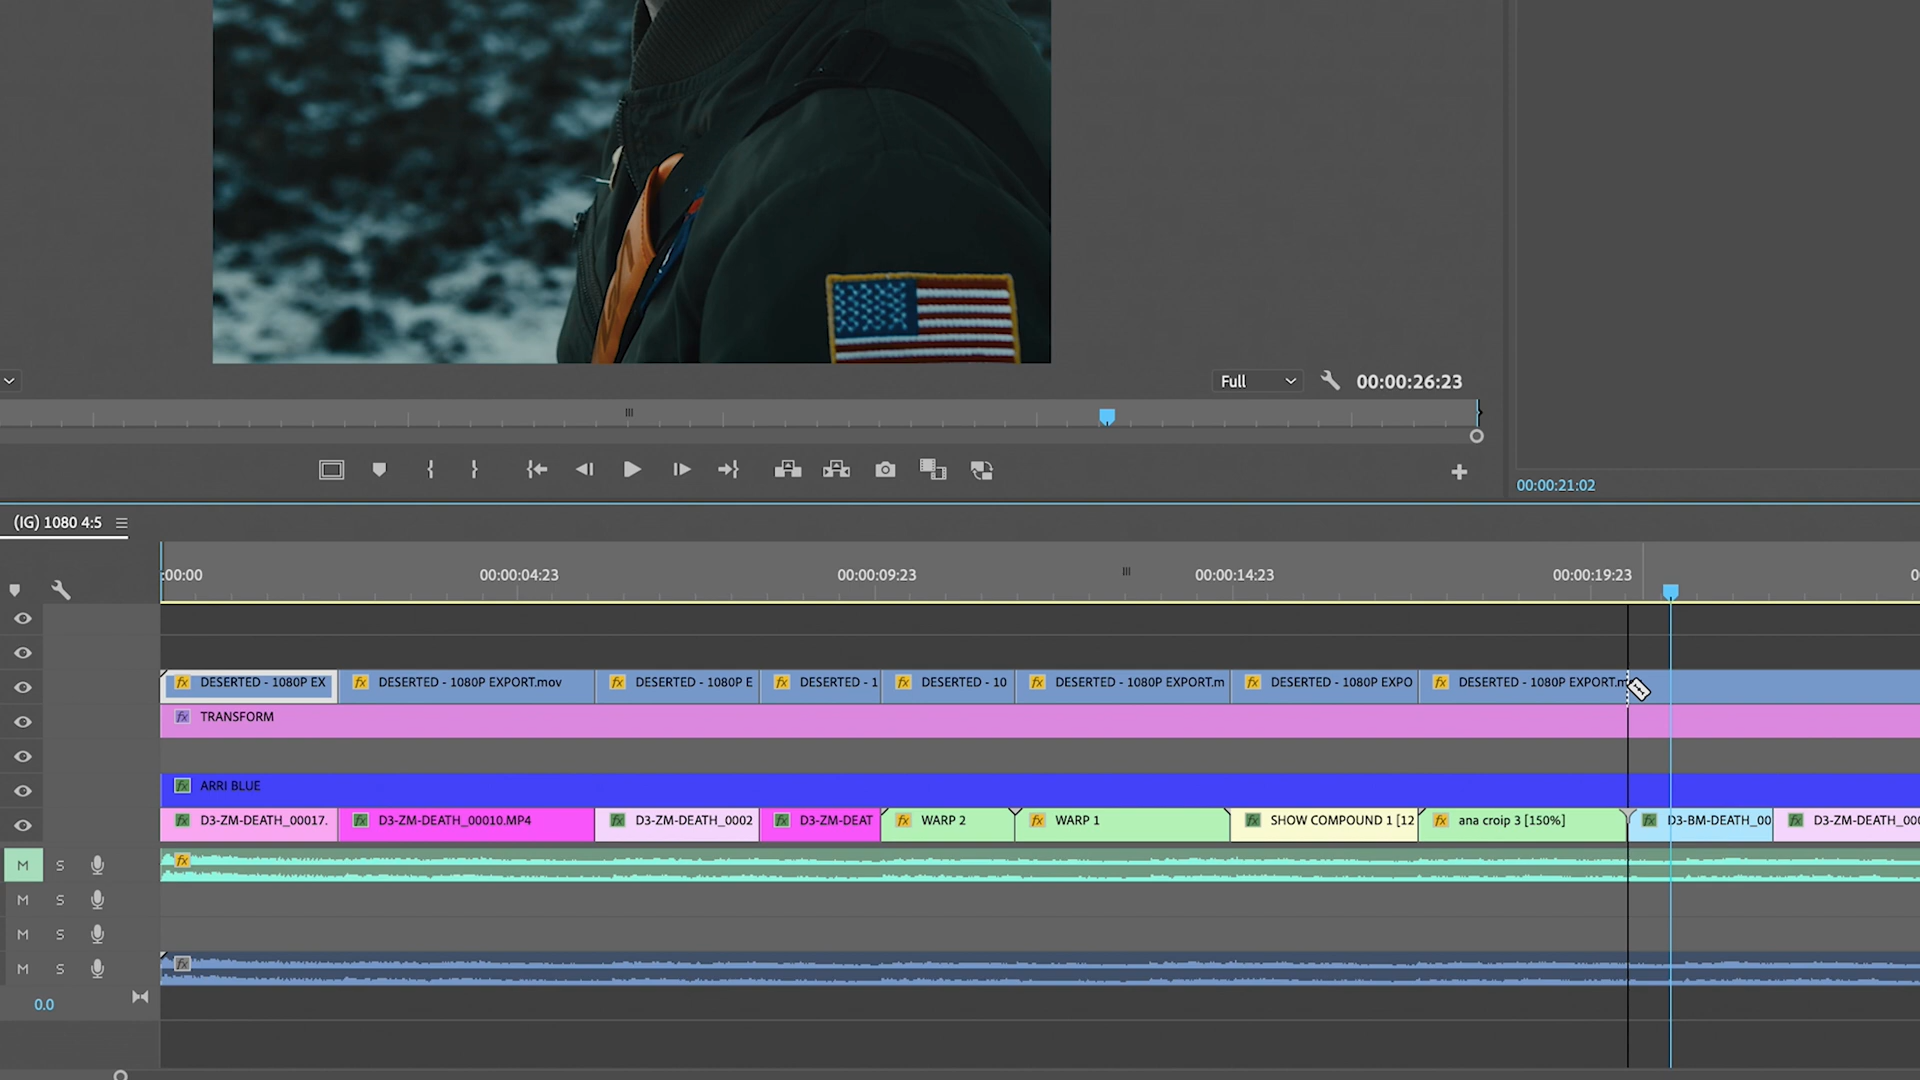 Full
00:00:26:23
00:00:21:02
(IG) 1080 4:5
:00:00
00:00:04:23
00:00:09:23
00:00:14:23
00:00:19:23
0
DESERTED - 1080P EX
DESERTED - 1080P EXPORT.mov
DESERTED - 1080P E
DESERTED - 1
DESERTED - 10
DESERTED - 1080P EXPORT.m
DESERTED - 1080P EXPO
DESERTED - 1080P EXPORT.m
TRANSFORM
ARRI BLUE
D3-ZM-DEATH_00017.
D3-ZM-DEATH_00010.MP4
D3-ZM-DEATH_0002
D3-ZM-DEAT
WARP 2
WARP 1
SHOW COMPOUND 1 [12
ana croip 3 [150%]
D3-BM-DEATH_00
D3-ZM-DEATH_000
M S
M S
M S
M S
0.0